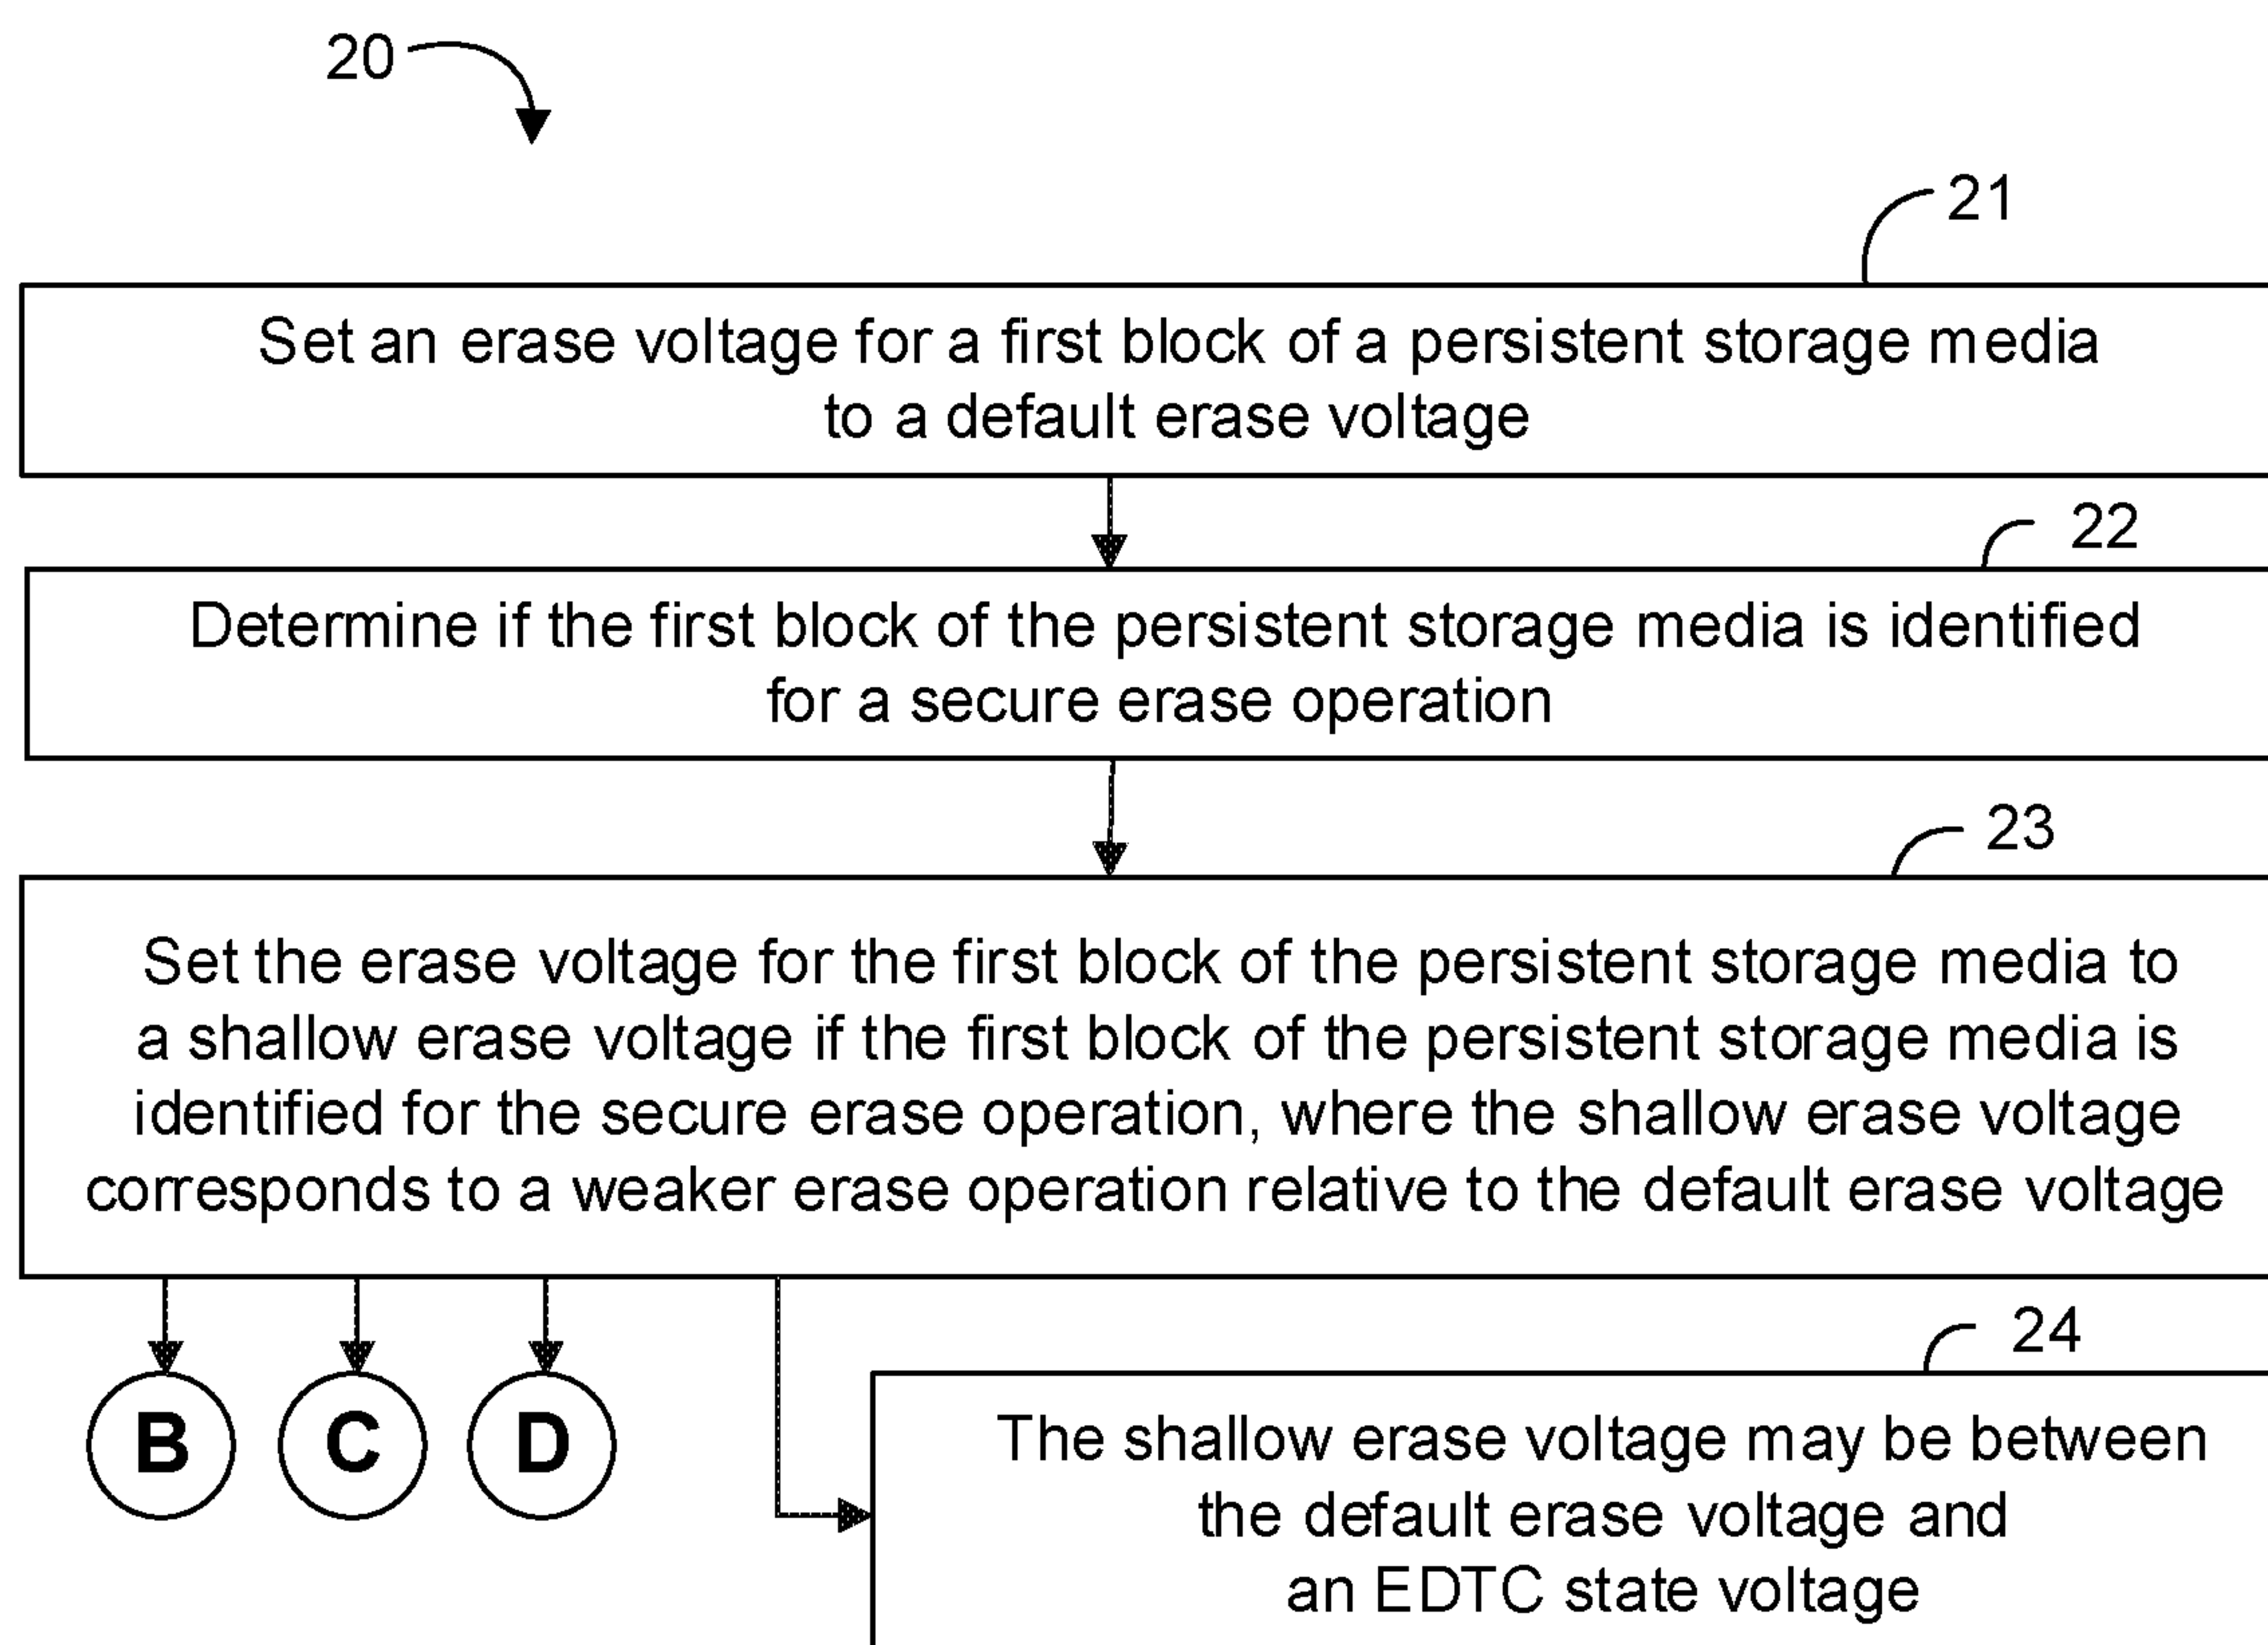 20
21
Set an erase voltage for a first block of a persistent storage media
to a default erase voltage
22
Determine if the first block of the persistent storage media is identified
for a secure erase operation
23
Set the erase voltage for the first block of the persistent storage media to
a shallow erase voltage if the first block of the persistent storage media is
identified for the secure erase operation, where the shallow erase voltage
corresponds to a weaker erase operation relative to the default erase voltage
B C D
24
The shallow erase voltage may be between
the default erase voltage and
an EDTC state voltage